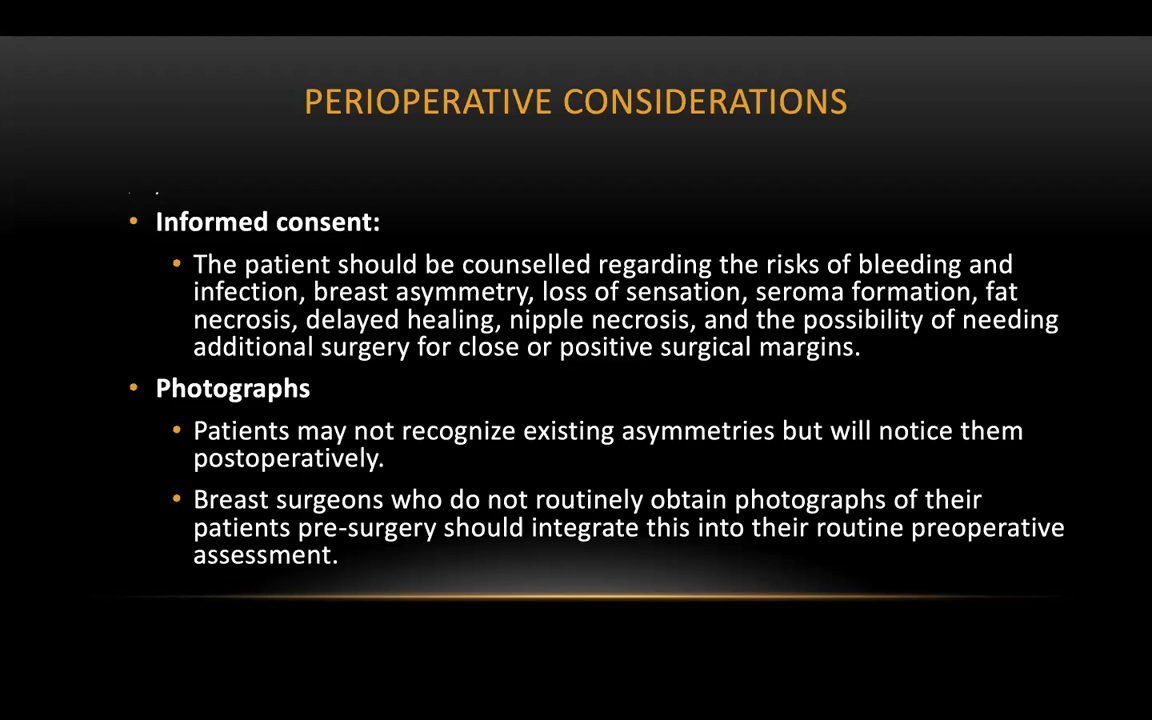 PERIOPERATIVE CONSIDERATIONS
• Informed consent:
• The patient should be counselled regarding the risks of bleeding and
infection, breast asymmetry, loss of sensation, seroma formation, fat
necrosis, delayed healing, nipple necrosis, and the possibility of needing
additional surgery for close or positive surgical margins.
• Photographs
• Patients may not recognize existing asymmetries but will notice them
postoperatively.
• Breast surgeons who do not routinely obtain photographs of their
patients pre-surgery should integrate this into their routine preoperative
assessment.